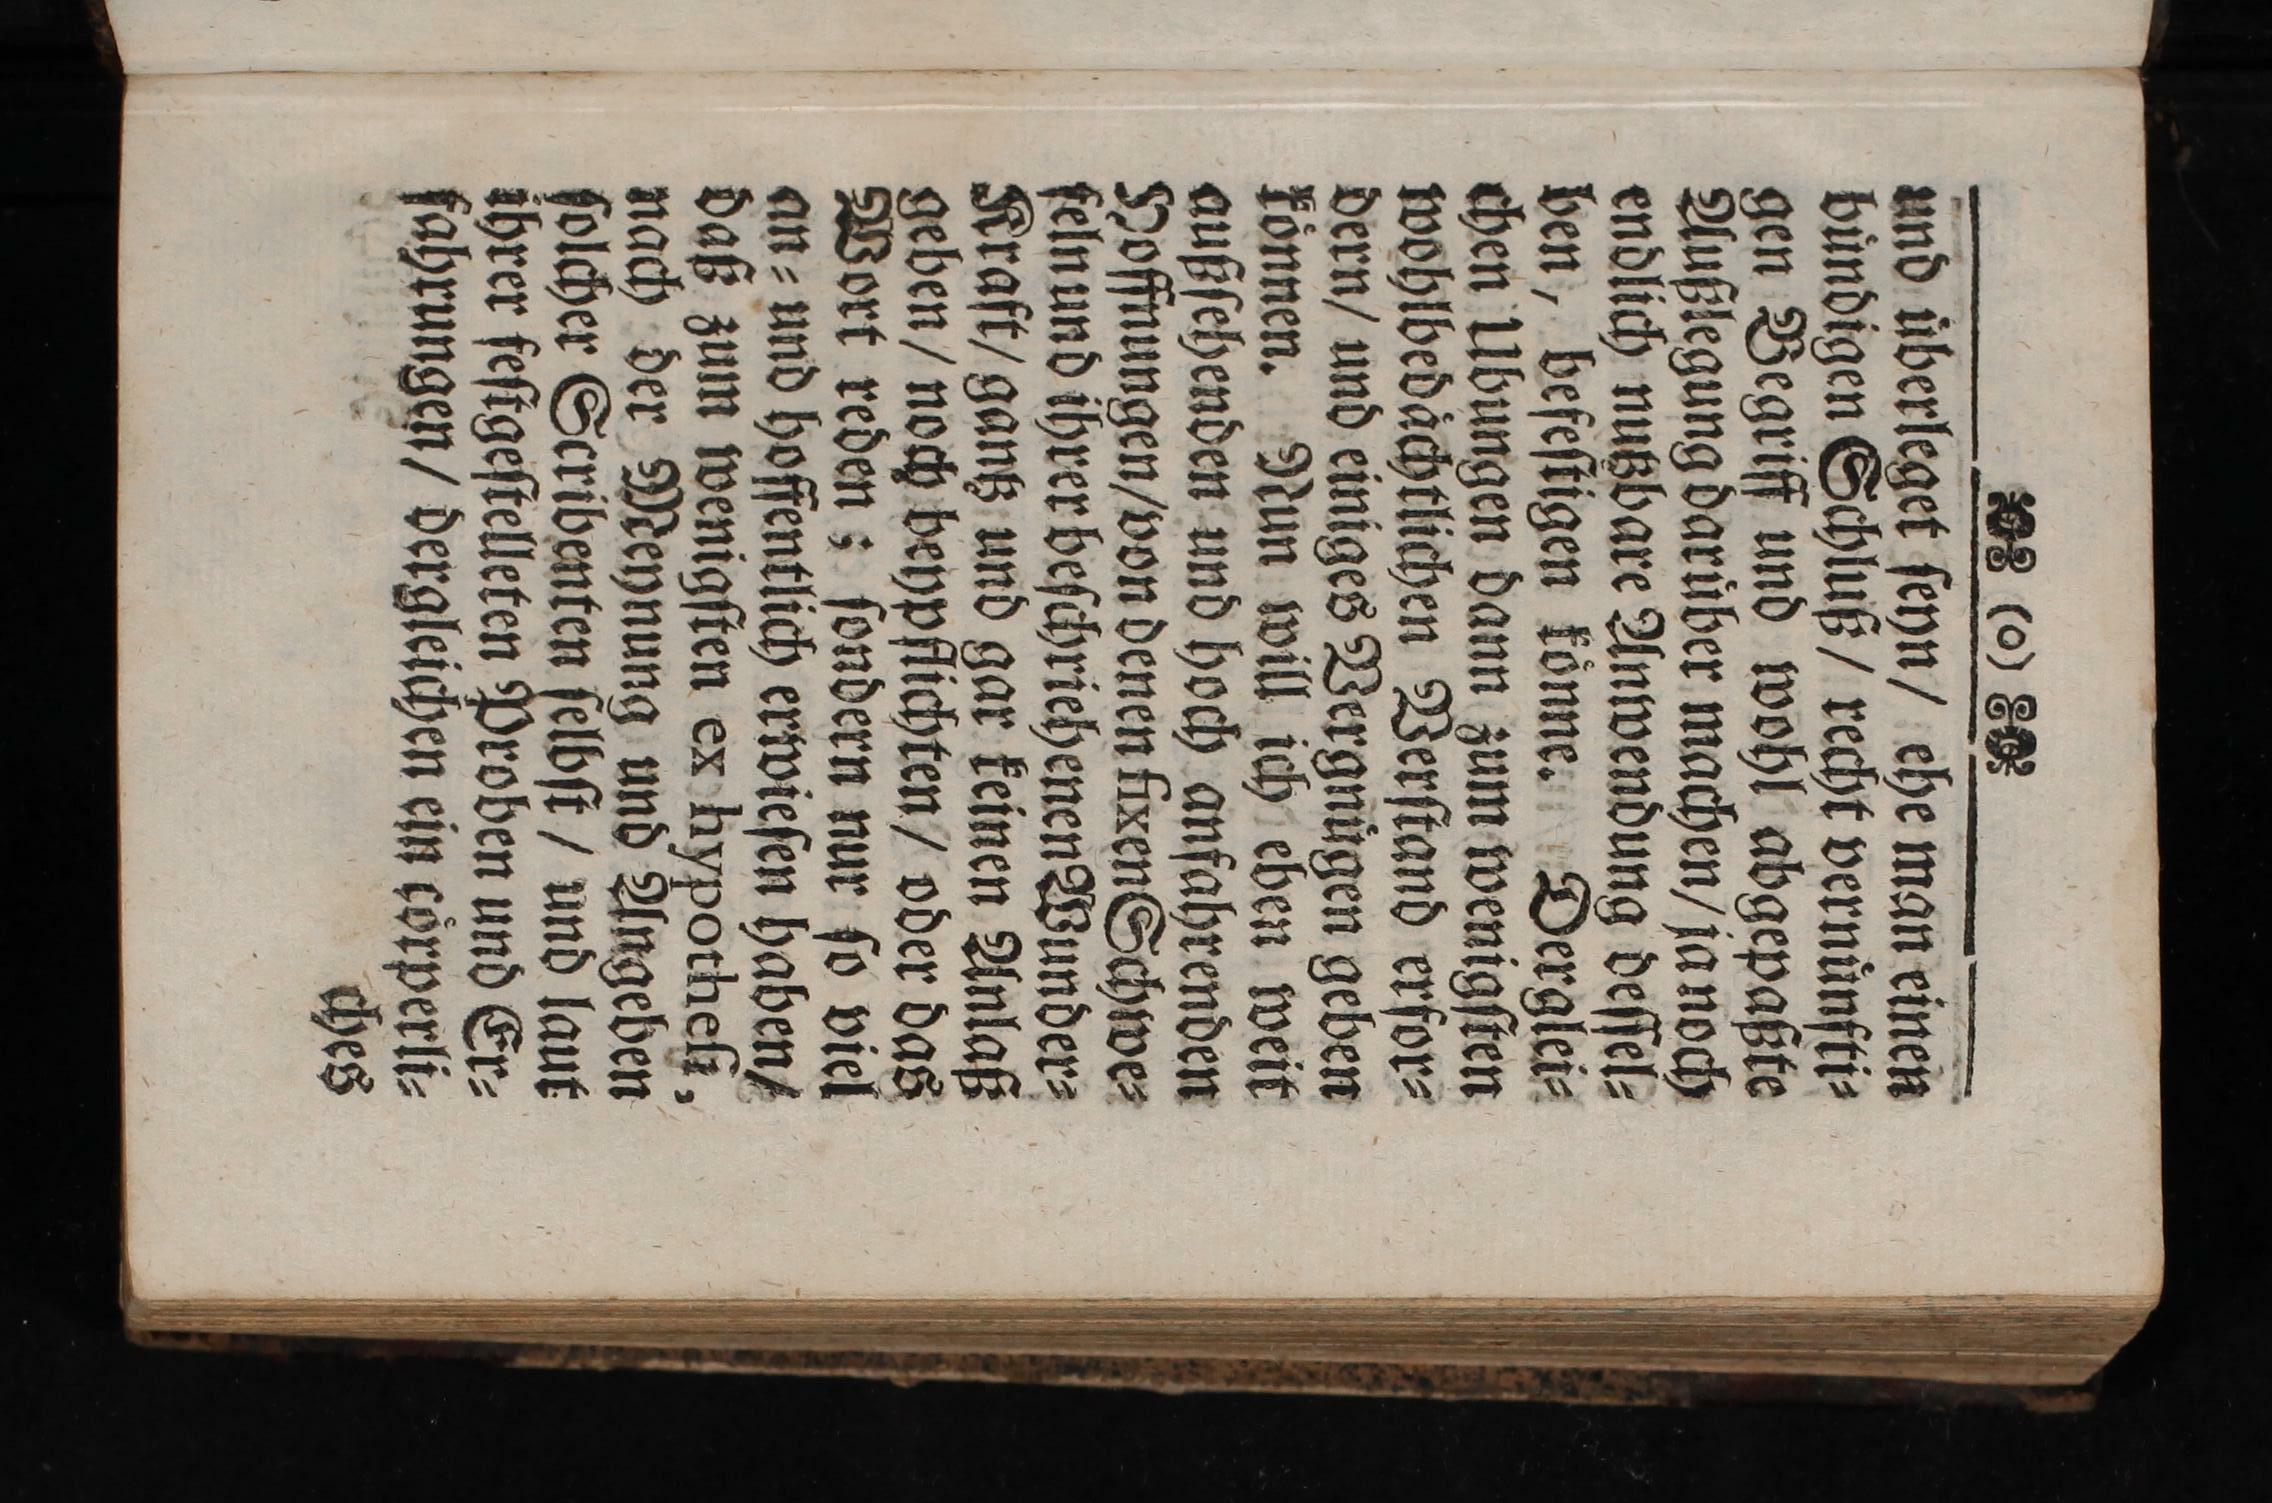 (o)
und überleget seyn/ ehe man einen
bündigen Schluß/ recht vernünfti⸗
gen Begriff und wohl abgepaßte
Außlegung darüber machen/ ja noch
endlich nutzbare Anwendung dessel⸗
ben, befestigen könne. Derglei⸗
chen Ubungen dann zum wenigsten
wohlbedächtlichen Verstand erfor⸗
dern/ und einiges Vergnügen geben
können. Nun will ich eben weit
außsehenden und hoch anfahrenden
Hoffnungen/ von denen fixen Schwe⸗
feln und ihrer beschriehenen Wunder⸗
Krafft/ gantz und gar keinen Anlaß
geben/ noch beypflichten/ oder das
Wort reden; sondern nur so viel
an⸗ und hoffentlich erwiesen haben/
daß zum wenigsten ex hypothesi,
nach der Meynung und Angeben
solcher Scribenten selbst/ und laut
ihrer festgestelleten Proben und Er⸗
fahrungen/ dergleichen ein cörperli⸗
ches